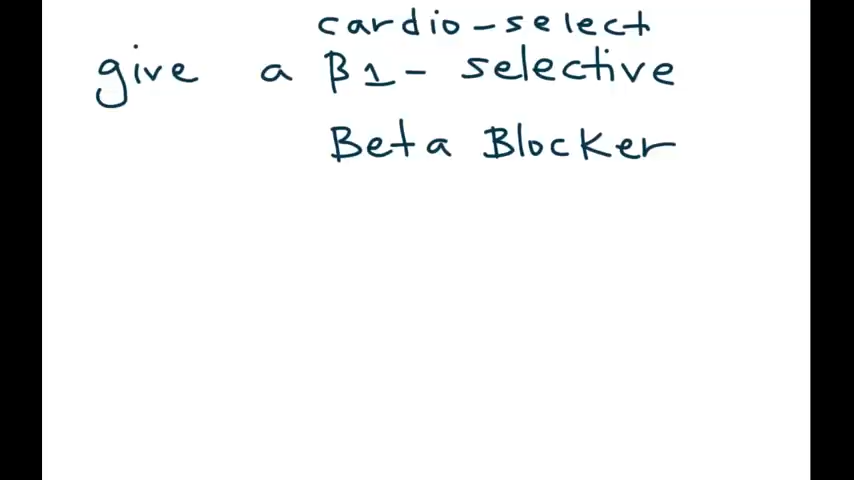 cardio-select
give a β1- selective
Beta Blocker